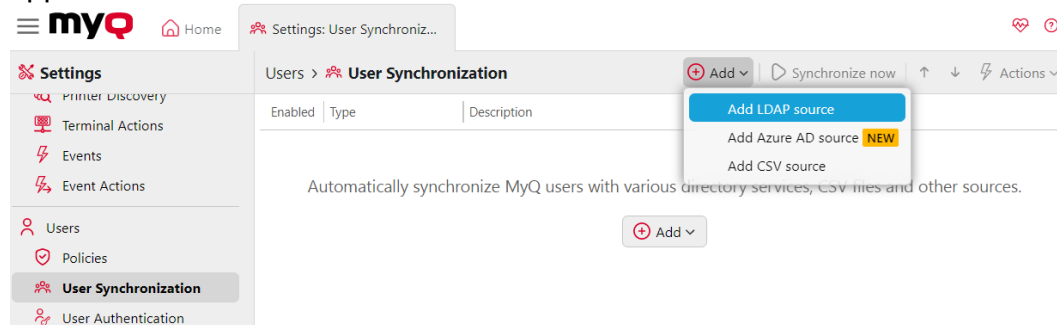 myQ
Home
Settings: User Synchroniz...
Settings
Users > User Synchronization
Add
Synchronize now
Actions
Printer Discovery
Terminal Actions
Events
Event Actions
Users
Policies
User Synchronization
User Authentication
Enabled Type Description
Add LDAP source
Add Azure AD source NEW
Add CSV source
Automatically synchronize MyQ users with various directory services, CSV files and other sources.
Add